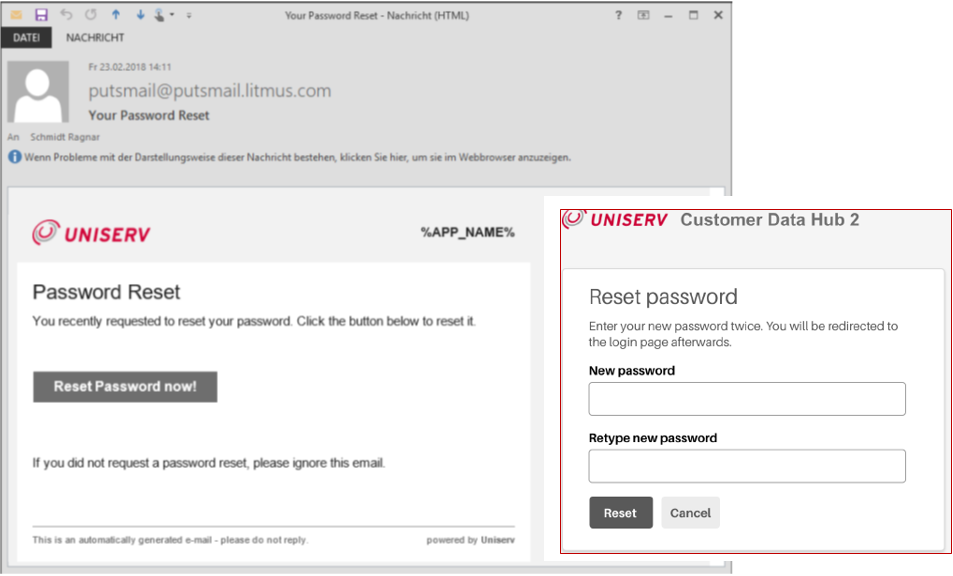 Your Password Reset - Nachricht (HTML)
?
DATEI NACHRICHT
Fr 23.02.2018 14:11
putsmail@putsmail.litmus.com
Your Password Reset
An Schmidt Ragnar
Wenn Probleme mit der Darstellungsweise dieser Nachricht bestehen, klicken Sie hier, um sie im Webbrowser anzuzeigen.
UNISERV %APP_NAME%
Password Reset
You recently requested to reset your password. Click the button below to reset it.
Reset Password now!
If you did not request a password reset, please ignore this email.
This is an automatically generated e-mail - please do not reply. powered by Uniserv
UNISERV Customer Data Hub 2
Reset password
Enter your new password twice. You will be redirected to
the login page afterwards.
New password
Retype new password
Reset Cancel